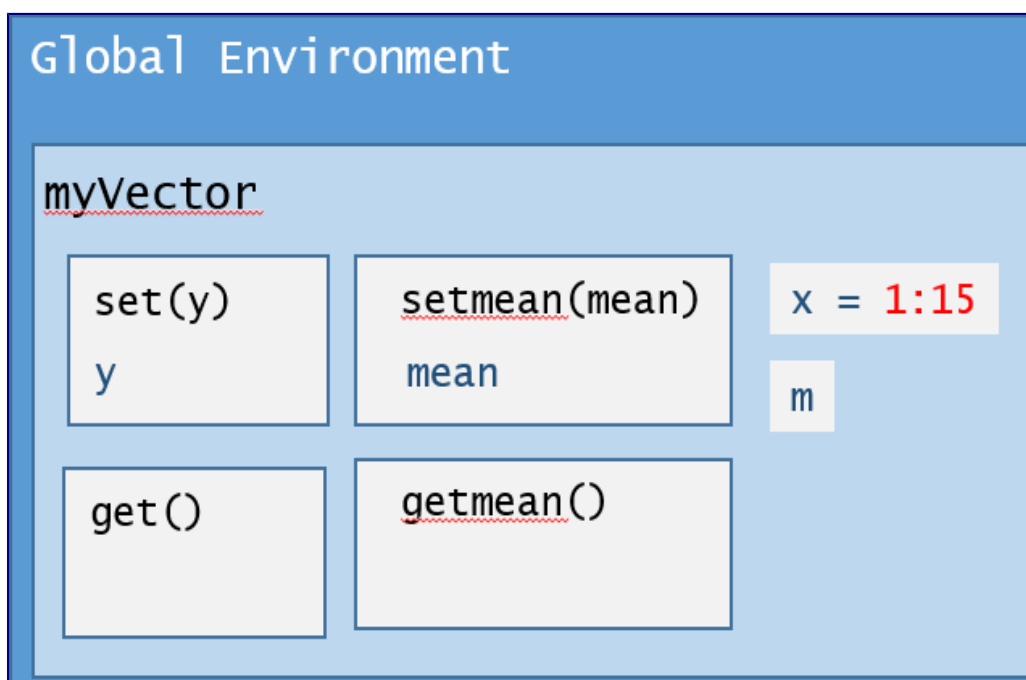 Global Environment
myVector
set(y)
y
setmean(mean)
mean
x = 1:15
m
get()
getmean()